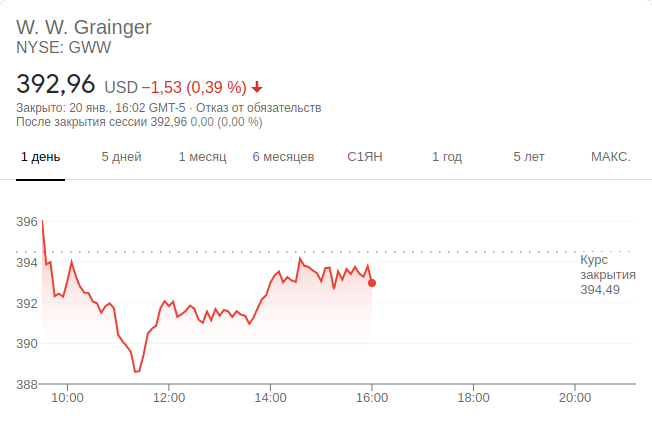 W. W. Grainger
NYSE: GWW
392,96 USD −1,53 (0,39 %)
Закрыто: 20 янв., 16:02 GMT-5 · Отказ от обязательств
После закрытия сессии 392,96 0,00 (0,00 %)
1 день 5 дней 1 месяц 6 месяцев С1ЯН 1 год 5 лет МАКС.
396
394
392
390
388
Курс
закрытия
394,49
10:00 12:00 14:00 16:00 18:00 20:00